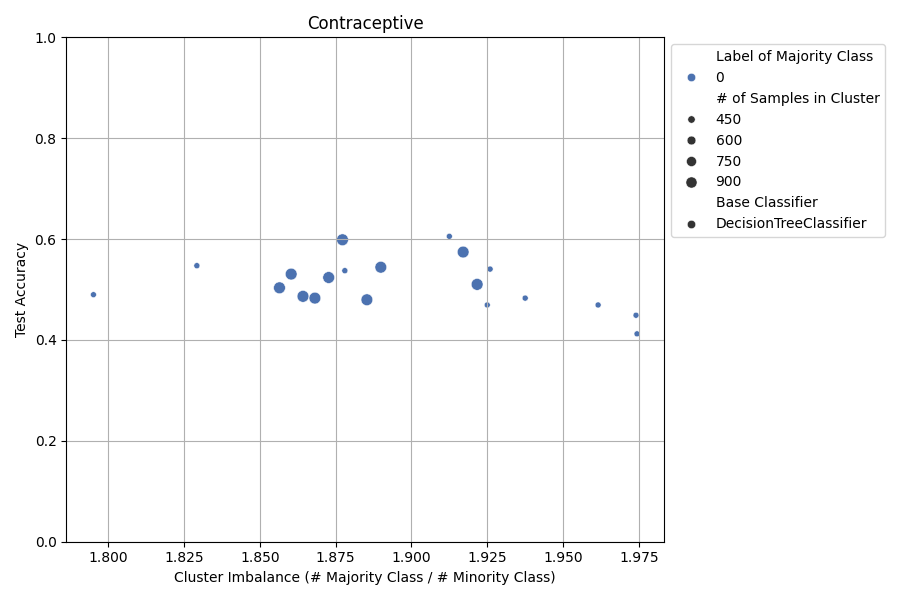 Contraceptive
Test Accuracy
1.0
0.8
0.6
0.4
0.2
0.0
1.800 1.825 1.850 1.875 1.900 1.925 1.950 1.975
Cluster Imbalance (# Majority Class / # Minority Class)
Label of Majority Class
0
# of Samples in Cluster
450
600
750
900
Base Classifier
DecisionTreeClassifier